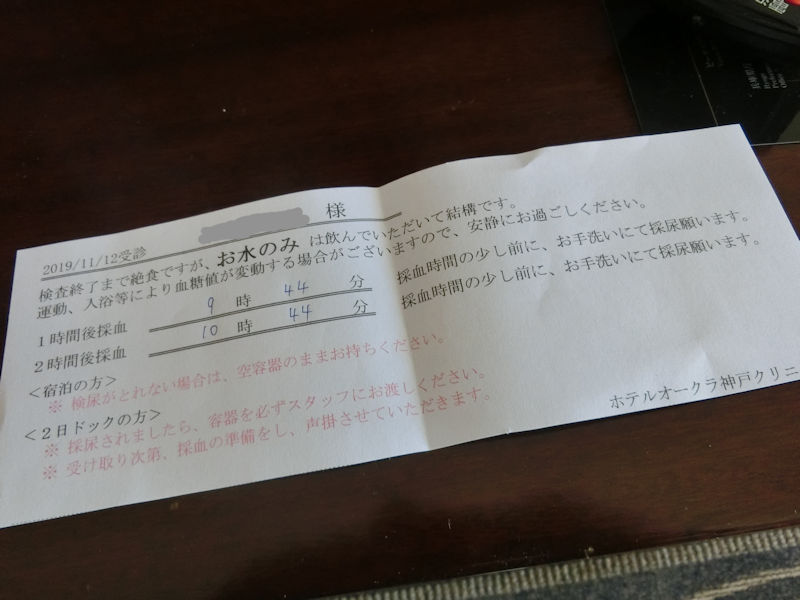 様
2019/11/12受診
検査終了まで絶食ですが、お水のみ は飲んでいただいて結構です。
運動、入浴等により血糖値が変動する場合がございますので、安静にお過ごしください。
1時間後採血 9 時 44 分 採血時間の少し前に、お手洗いにて採尿願います。
2時間後採血 10 時 44 分 採血時間の少し前に、お手洗いにて採尿願います。
<宿泊の方>
※ 検尿がとれない場合は、空容器のままお持ちください。
<2日ドックの方>
※ 採尿されましたら、容器を必ずスタッフにお渡しください。
※ 受け取り次第、採血の準備をし、声掛させていただきます。
ホテルオークラ神戸クリニ